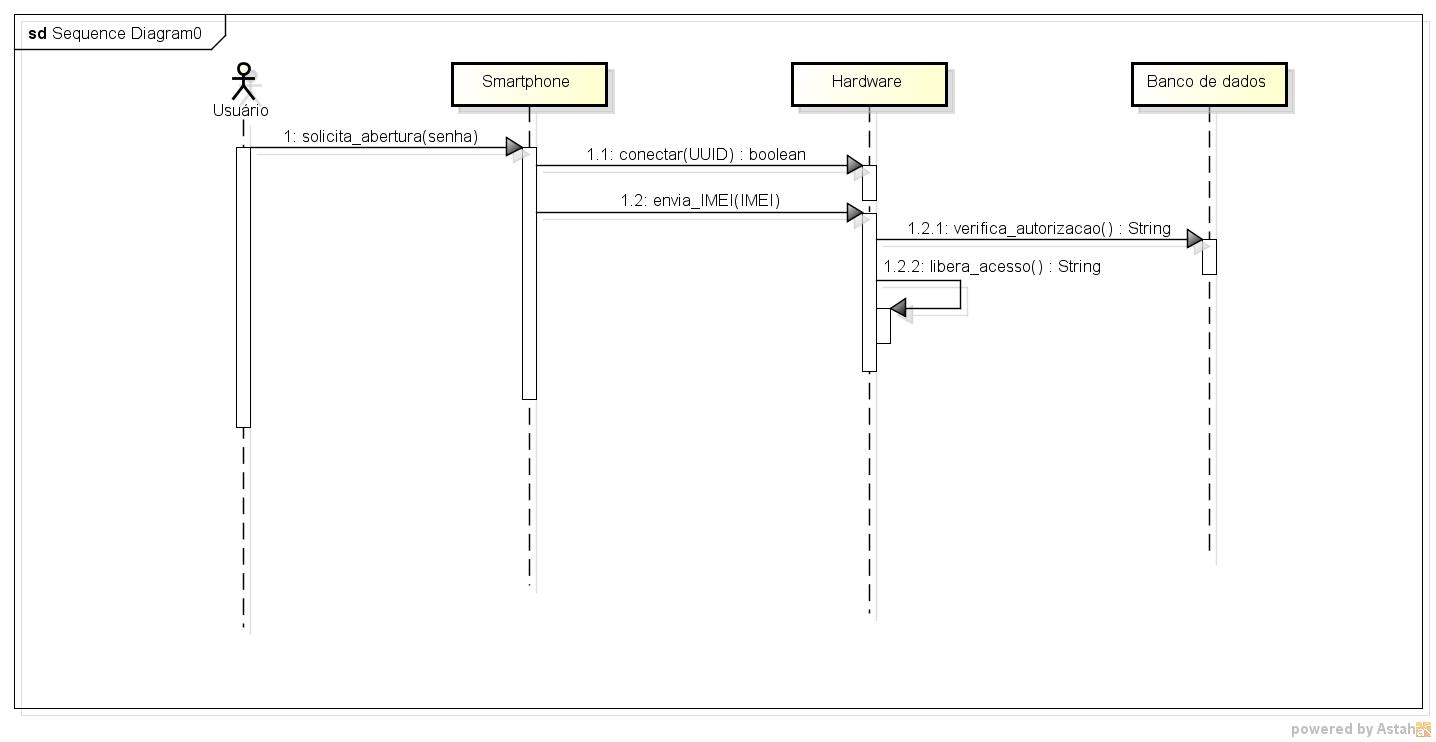 sd Sequence Diagram0
Usuário
Smartphone
Hardware
Banco de dados
1: solicita_abertura(senha)
1.1: conectar(UUID) : boolean
1.2: envia_IMEI(IMEI)
1.2.1: verifica_autorizacao() : String
1.2.2: libera_acesso() : String
powered by Astah